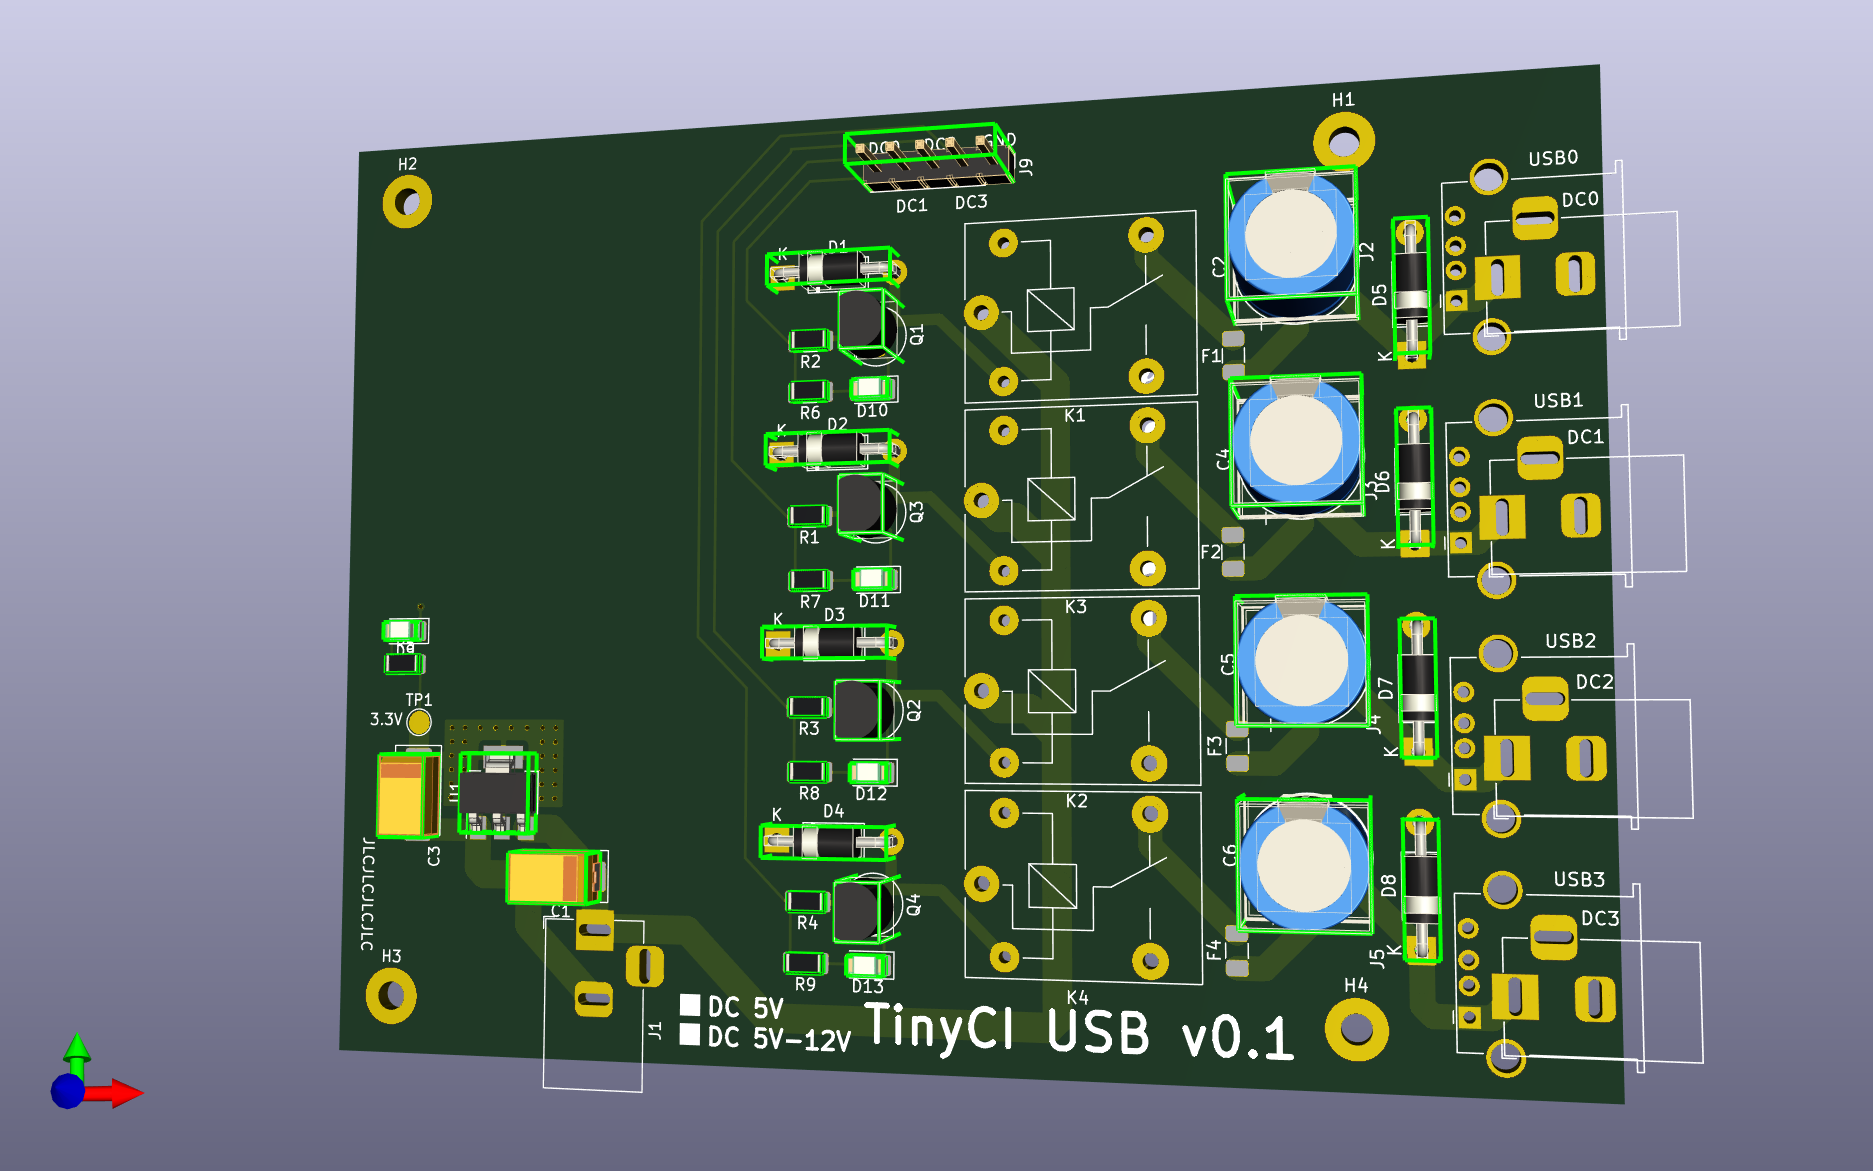 H1
H2
GND
J9
DC1
DC3
USB0
DC0
D1
K
C2
J2
D5
Q1
R2
F1
K
R6
D10
K1
USB1
DC1
D2
K
C4
J3
D6
Q3
R1
F2
K
R7
D11
K3
D3
K
USB2
DC2
C5
D7
J4
TP1
3.3V
Q2
R3
F3
K
R8
D12
K2
U1
D4
K
C3
C6
D8
USB3
DC3
JLCJLCJLCJLC
C1
Q4
R4
F4
K
J5
H3
R9
D13
K4
H4
J1
DC 5V
DC 5V-12V
TinyCI USB v0.1